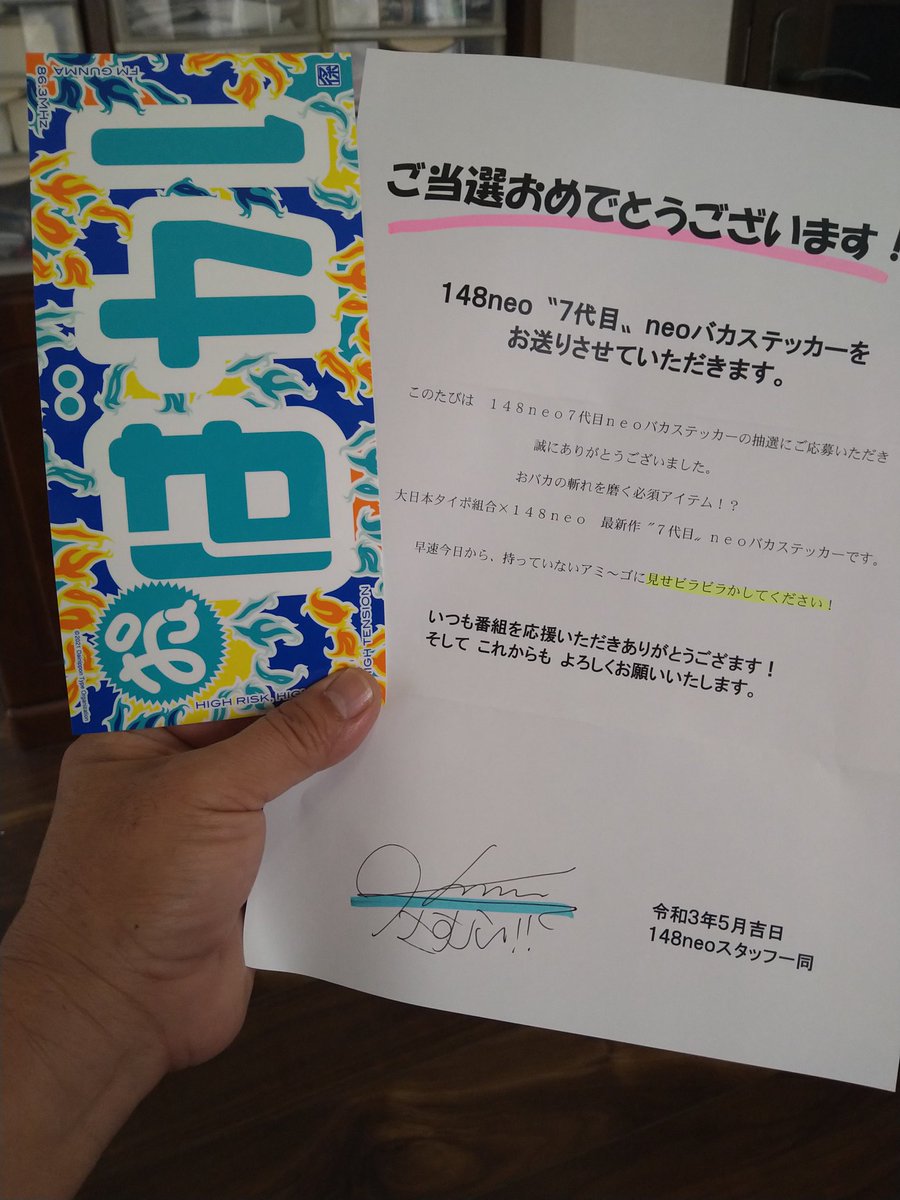 FM GUNMA
86.3MHz
14
HIGH RISK,
TENSION
©2021 Dainippon Type Organization
ご当選おめでとうございます！
148neo〝7代目〟neoバカステッカーを
お送りさせていただきます。
このたびは　１４８ｎｅｏ７代目ｎｅｏバカステッカーの抽選にご応募いただき
誠にありがとうございました。
おバカの斬れを磨く必須アイテム！？
大日本タイポ組合×１４８ｎｅｏ　最新作〝７代目〟ｎｅｏバカステッカーです。
早速今日から、持っていないアミ～ゴに見せビラビラかしてください！
いつも番組を応援いただきありがとうござます！
そして これからも よろしくお願いいたします。
令和3年5月吉日
148neoスタッフ一同